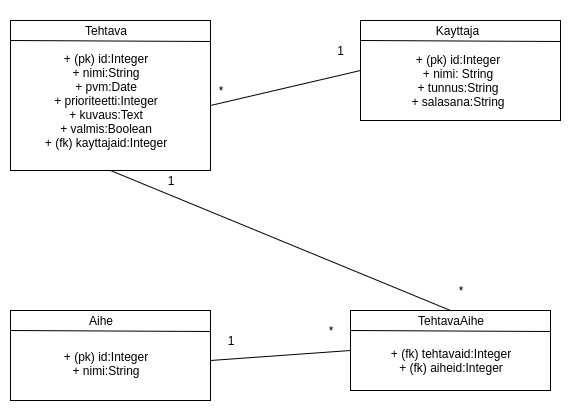 Tehtava
+ (pk) id:Integer
+ nimi:String
+ pvm:Date
+ prioriteetti:Integer
+ kuvaus:Text
+ valmis:Boolean
+ (fk) kayttajaid:Integer
*
1
Kayttaja
+ (pk) id:Integer
+ nimi: String
+ tunnus:String
+ salasana:String
1
*
Aihe
+ (pk) id:Integer
+ nimi:String
1
*
TehtavaAihe
+ (fk) tehtavaid:Integer
+ (fk) aiheid:Integer